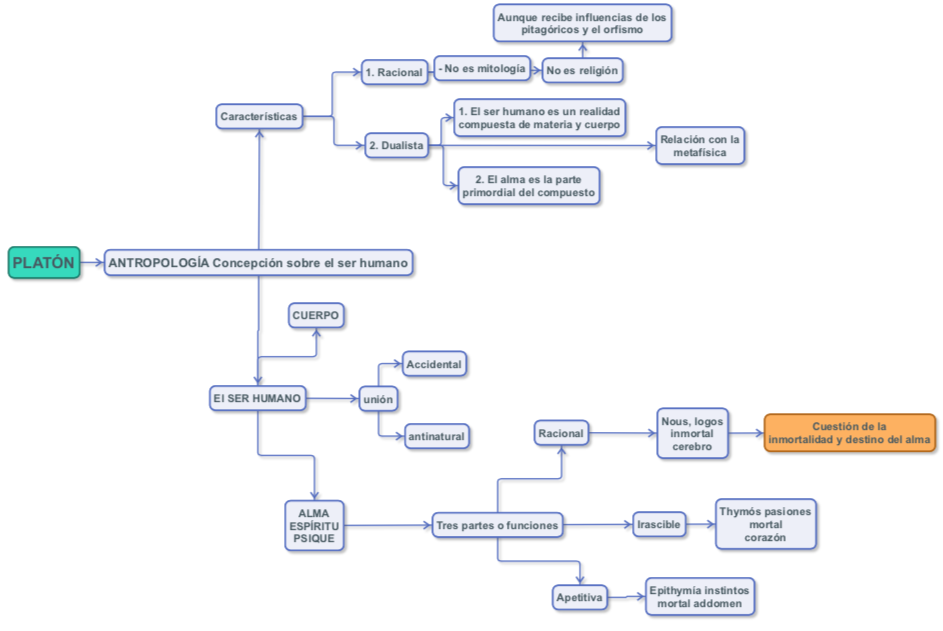 Aunque recibe influencias de los
pitagóricos y el orfismo
1. Racional
- No es mitología
No es religión
Características
1. El ser humano es un realidad
compuesta de materia y cuerpo
2. Dualista
Relación con la
metafísica
2. El alma es la parte
primordial del compuesto
PLATÓN
ANTROPOLOGÍA Concepción sobre el ser humano
CUERPO
Accidental
El SER HUMANO
unión
antinatural
Racional
Nous, logos
inmortal
cerebro
Cuestión de la
inmortalidad y destino del alma
ALMA
ESPÍRITU
PSIQUE
Tres partes o funciones
Irascible
Thymós pasiones
mortal
corazón
Apetitiva
Epithymía instintos
mortal addomen